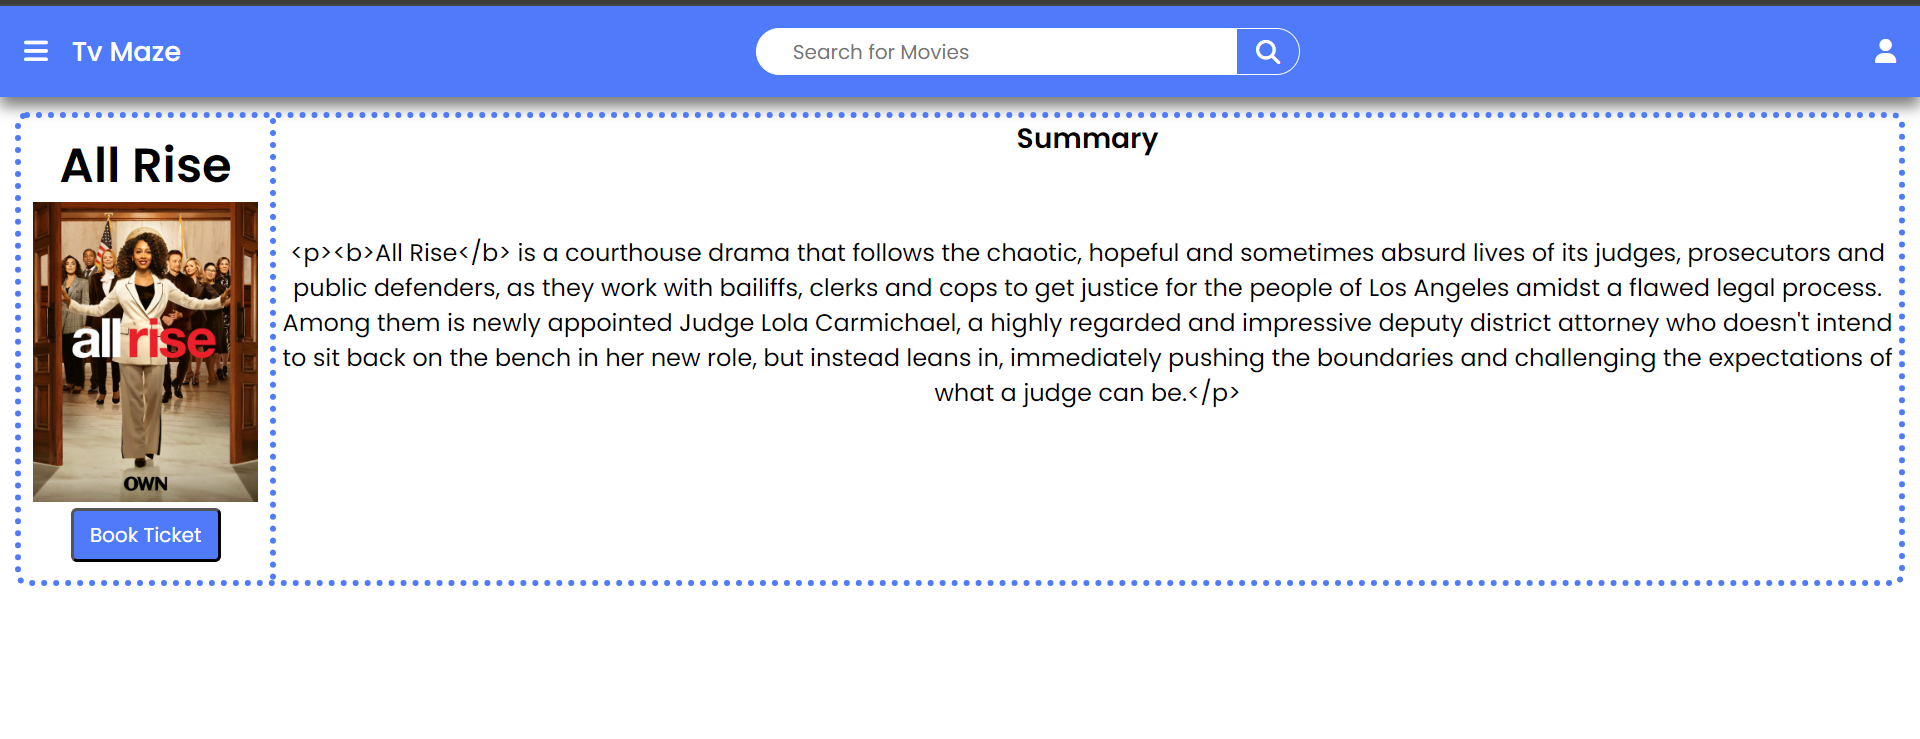 Tv Maze
Search for Movies
All Rise
all rise
OWN
Book Ticket
Summary
<p><b>All Rise</b> is a courthouse drama that follows the chaotic, hopeful and sometimes absurd lives of its judges, prosecutors and
public defenders, as they work with bailiffs, clerks and cops to get justice for the people of Los Angeles amidst a flawed legal process.
Among them is newly appointed Judge Lola Carmichael, a highly regarded and impressive deputy district attorney who doesn't intend
to sit back on the bench in her new role, but instead leans in, immediately pushing the boundaries and challenging the expectations of
what a judge can be.</p>